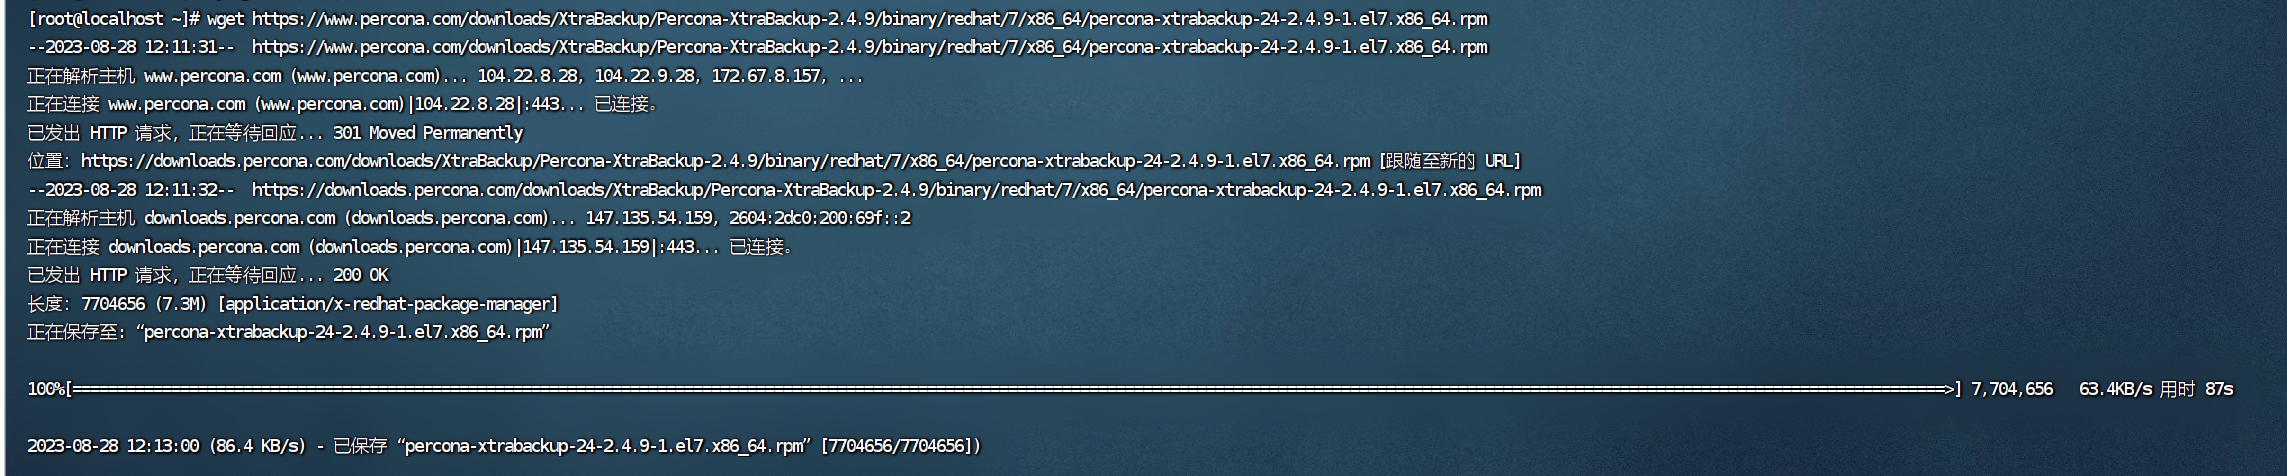 [root@localhost ~]# wget https://www.percona.com/downloads/XtraBackup/Percona-XtraBackup-2.4.9/binary/redhat/7/x86_64/percona-xtrabackup-24-2.4.9-1.el7.x86_64.rpm
--2023-08-28 12:11:31--  https://www.percona.com/downloads/XtraBackup/Percona-XtraBackup-2.4.9/binary/redhat/7/x86_64/percona-xtrabackup-24-2.4.9-1.el7.x86_64.rpm
正在解析主机 www.percona.com (www.percona.com)... 104.22.8.28, 104.22.9.28, 172.67.8.157, ...
正在连接 www.percona.com (www.percona.com)|104.22.8.28|:443... 已连接。
已发出 HTTP 请求，正在等待回应... 301 Moved Permanently
位置：https://downloads.percona.com/downloads/XtraBackup/Percona-XtraBackup-2.4.9/binary/redhat/7/x86_64/percona-xtrabackup-24-2.4.9-1.el7.x86_64.rpm [跟随至新的 URL]
--2023-08-28 12:11:32--  https://downloads.percona.com/downloads/XtraBackup/Percona-XtraBackup-2.4.9/binary/redhat/7/x86_64/percona-xtrabackup-24-2.4.9-1.el7.x86_64.rpm
正在解析主机 downloads.percona.com (downloads.percona.com)... 147.135.54.159, 2604:2dc0:200:69f::2
正在连接 downloads.percona.com (downloads.percona.com)|147.135.54.159|:443... 已连接。
已发出 HTTP 请求，正在等待回应... 200 OK
长度：7704656 (7.3M) [application/x-redhat-package-manager]
正在保存至: “percona-xtrabackup-24-2.4.9-1.el7.x86_64.rpm”
100%[==================================================>] 7,704,656   63.4KB/s 用时 87s
2023-08-28 12:13:00 (86.4 KB/s) - 已保存 “percona-xtrabackup-24-2.4.9-1.el7.x86_64.rpm” [7704656/7704656])